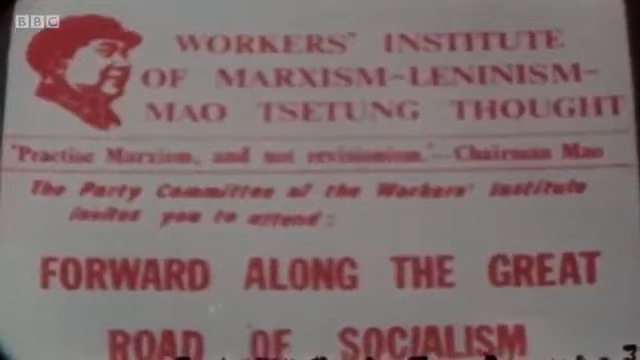 BBC
WORKERS' INSTITUTE
OF MARXISM-LENINISM-
MAO TSETUNG THOUGHT
"Practise Marxism, and not revisionism."—Chairman Mao
The Party Committee of the Workers' Institute
invites you to attend:
FORWARD ALONG THE GREAT
ROAD OF SOCIALISM